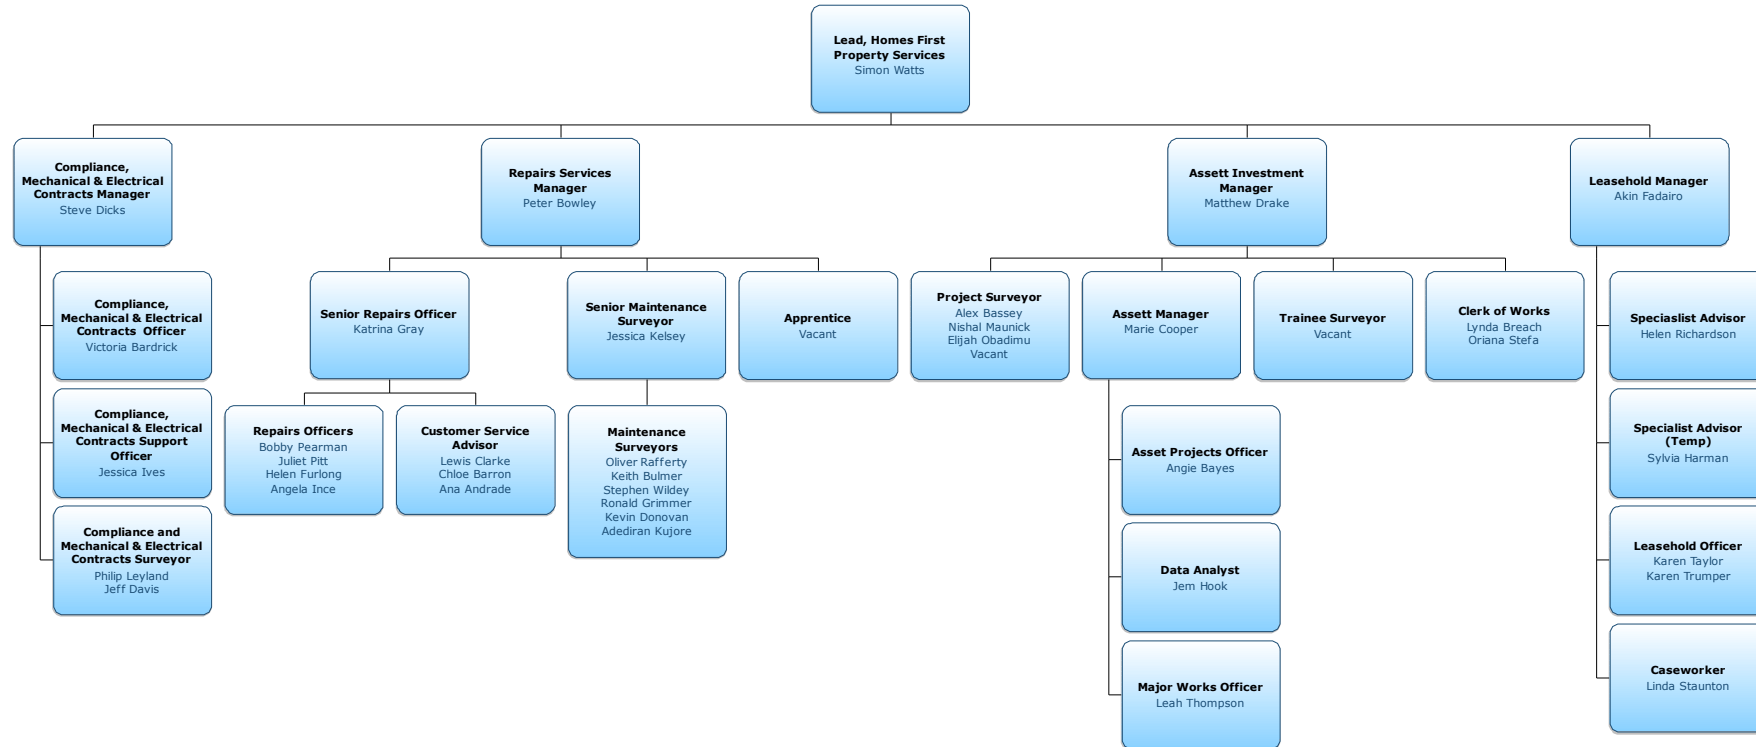 Lead, Homes First
Property Services
Simon Watts
Compliance,
Mechanical & Electrical
Contracts Manager
Steve Dicks
Repairs Services
Manager
Peter Bowley
Assett Investment
Manager
Matthew Drake
Leasehold Manager
Akin Fadairo
Compliance,
Mechanical & Electrical
Contracts Officer
Victoria Bardrick
Compliance,
Mechanical & Electrical
Contracts Support
Officer
Jessica Ives
Compliance and
Mechanical & Electrical
Contracts Surveyor
Philip Leyland
Jeff Davis
Senior Repairs Officer
Katrina Gray
Repairs Officers
Bobby Pearman
Juliet Pitt
Helen Furlong
Angela Ince
Customer Service
Advisor
Lewis Clarke
Chloe Barron
Ana Andrade
Senior Maintenance
Surveyor
Jessica Kelsey
Maintenance
Surveyors
Oliver Rafferty
Keith Bulmer
Stephen Wildey
Ronald Grimmer
Kevin Donovan
Adediran Kujore
Apprentice
Vacant
Project Surveyor
Alex Bassey
Nishal Maunick
Elijah Obadimu
Vacant
Assett Manager
Marie Cooper
Asset Projects Officer
Angie Bayes
Data Analyst
Jem Hook
Major Works Officer
Leah Thompson
Trainee Surveyor
Vacant
Clerk of Works
Lynda Breach
Oriana Stefa
Speciaslist Advisor
Helen Richardson
Specialist Advisor
(Temp)
Sylvia Harman
Leasehold Officer
Karen Taylor
Karen Trumper
Caseworker
Linda Staunton